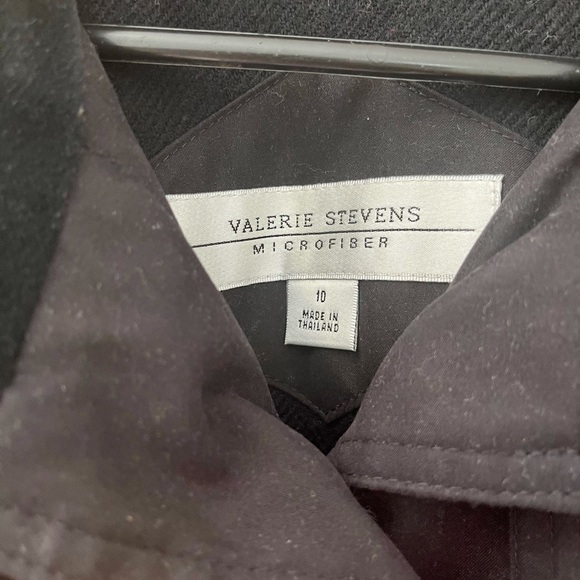 VALERIE STEVENS
MICROFIBER
10
MADE IN
THAILAND